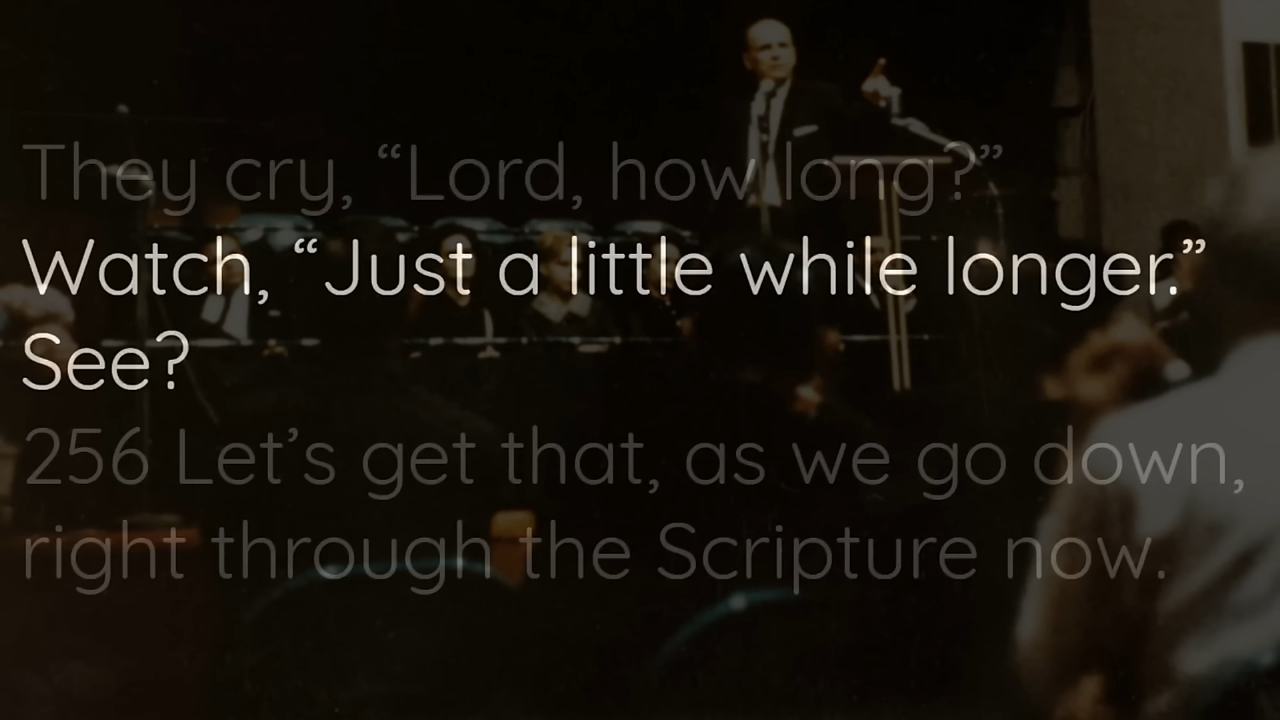 They cry, “Lord, how long?”
Watch, “Just a little while longer.”
See?
256 Let’s get that, as we go down,
right through the Scripture now.